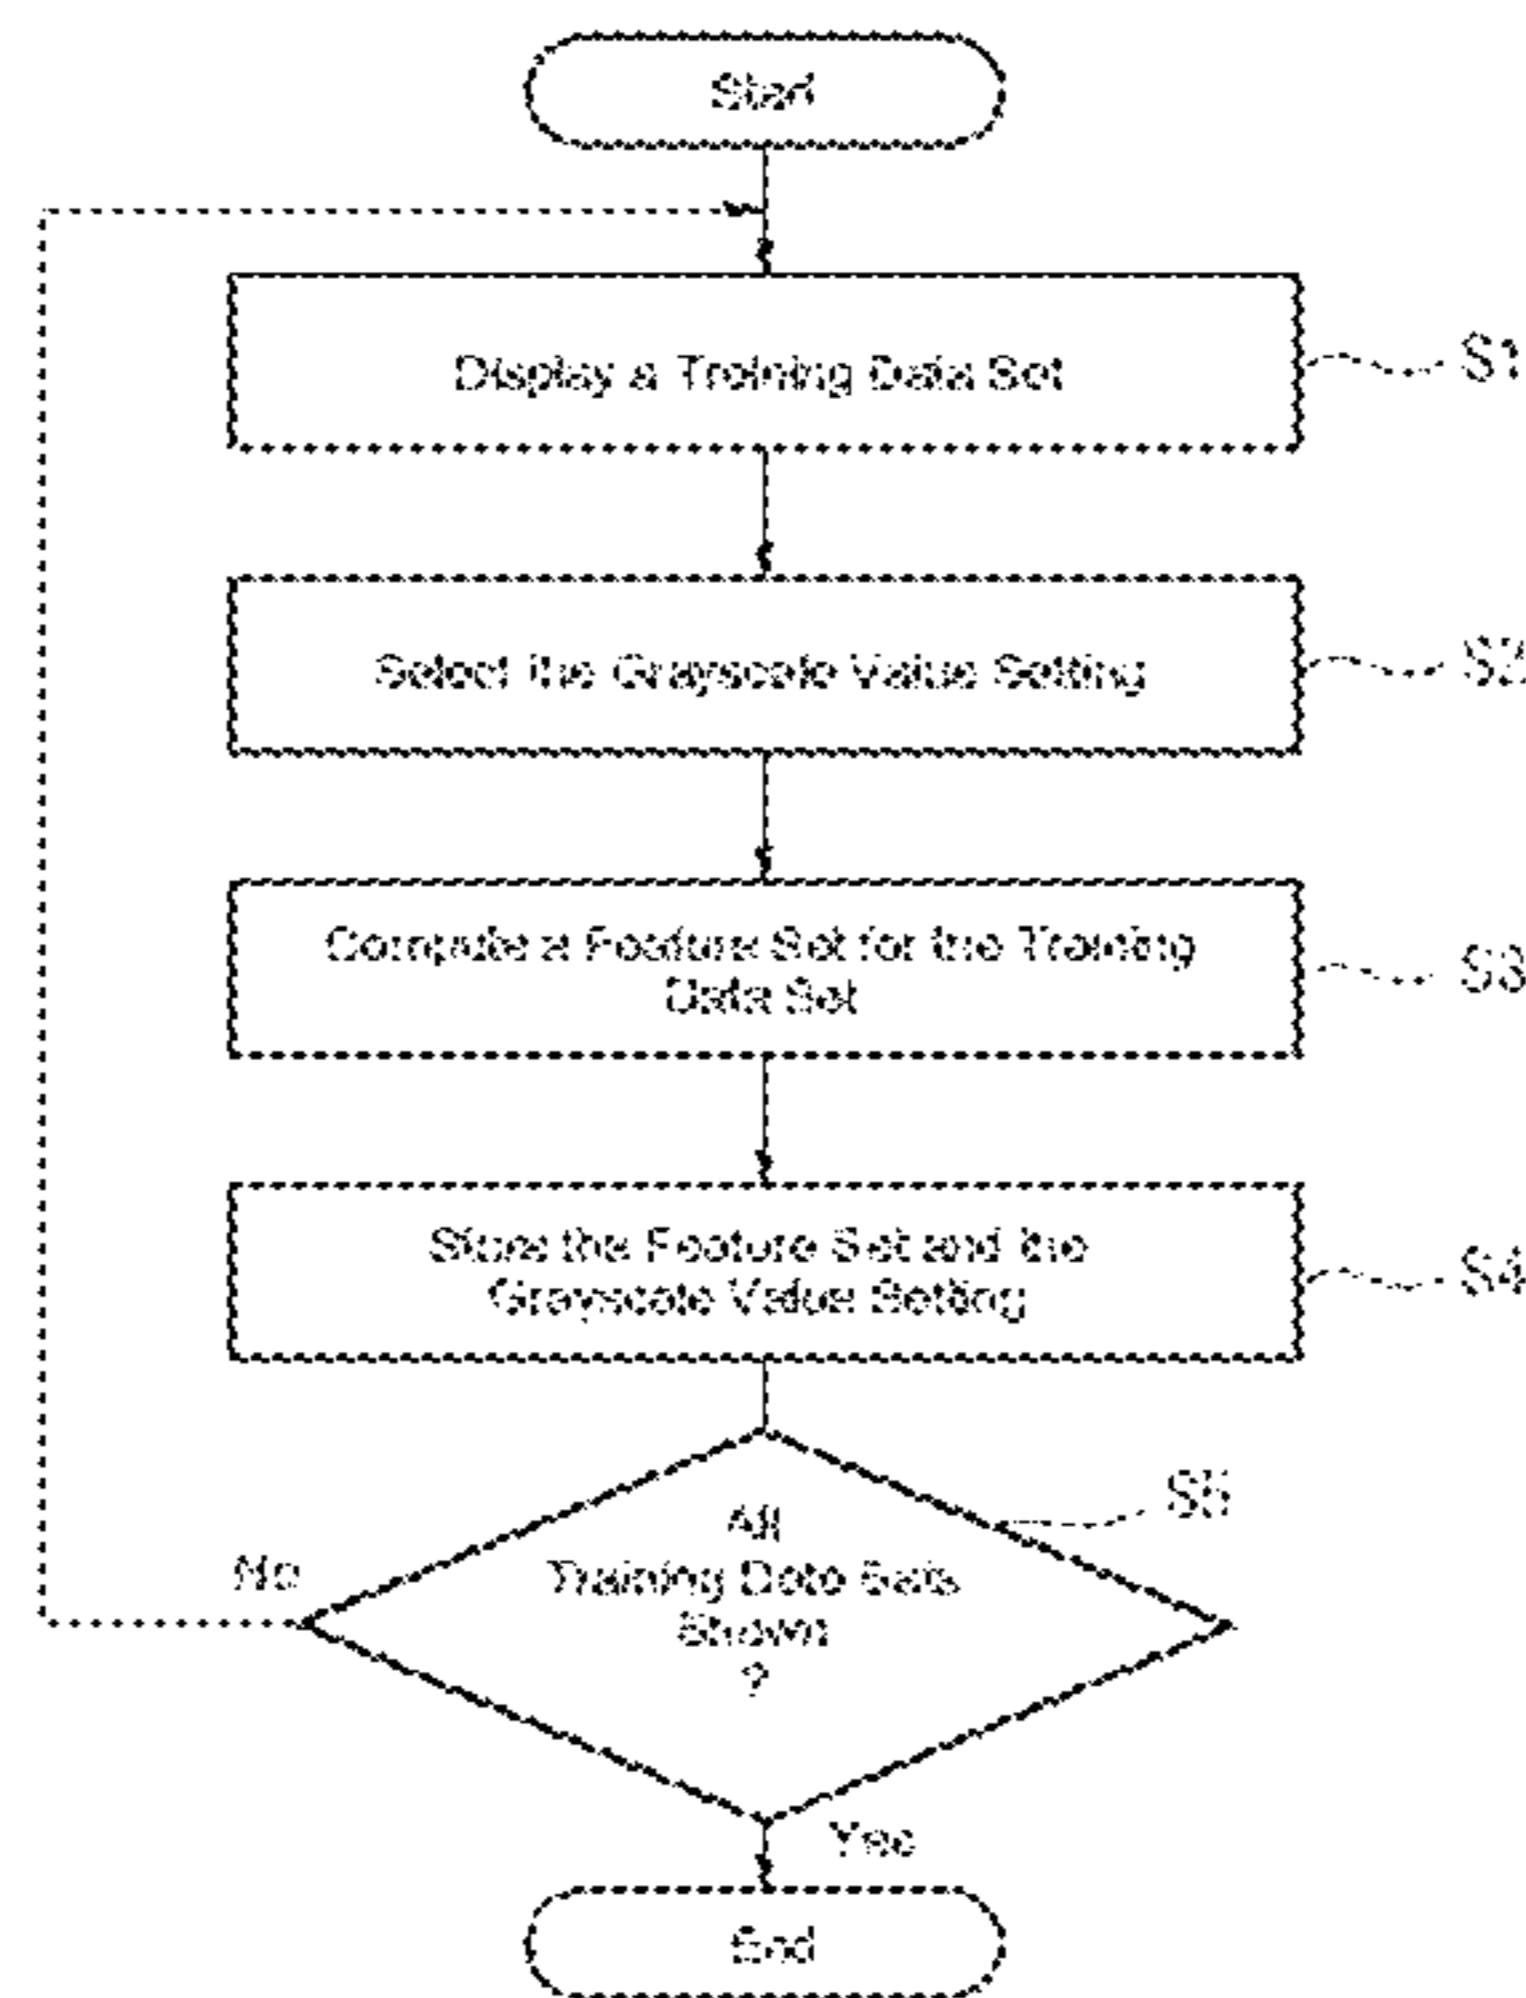 Start
Display a Training Data Set
S1
Select the Grayscale Value Setting
S2
Compute a Feature Set for the Training
Data Set
S3
Store the Feature Set and the
Grayscale Value Setting
S4
All
Training Data Sets
Shown
?
S5
No
Yes
End